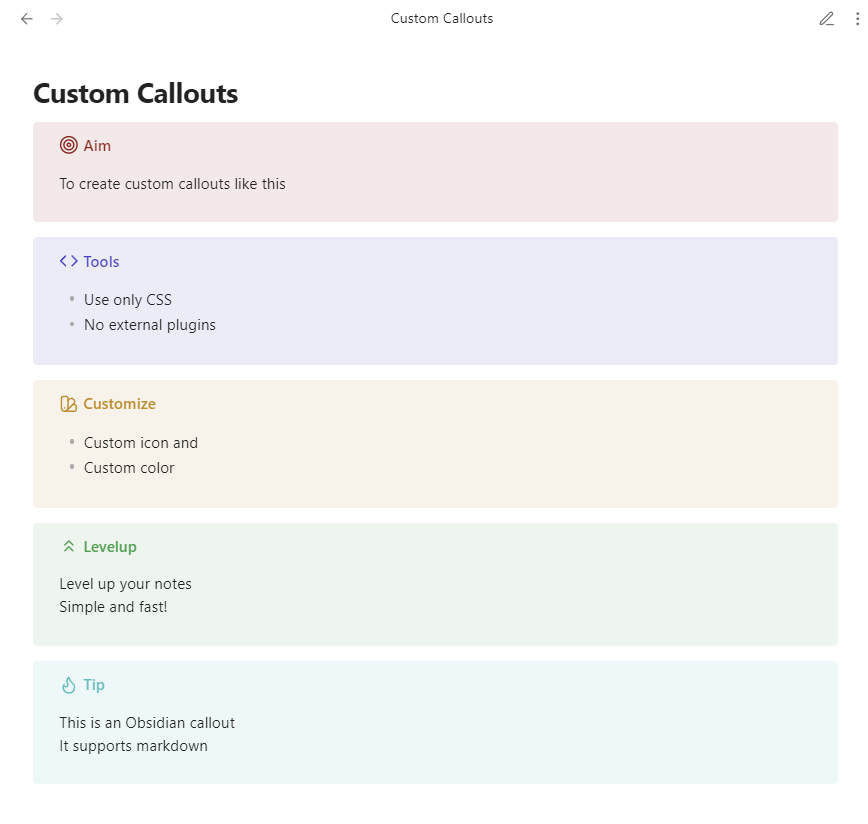 Custom Callouts
Custom Callouts
Aim
To create custom callouts like this
Tools
Use only CSS
No external plugins
Customize
Custom icon and
Custom color
Levelup
Level up your notes
Simple and fast!
Tip
This is an Obsidian callout
It supports markdown